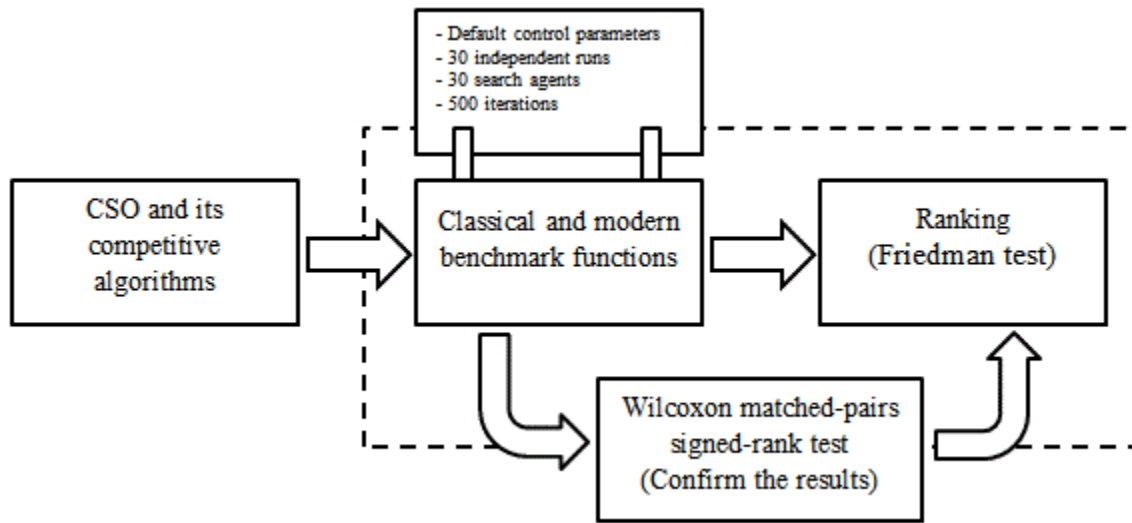 - Default control parameters
- 30 independent runs
- 30 search agents
- 500 iterations
CSO and its
competitive
algorithms
Classical and modern
benchmark functions
Ranking
(Friedman test)
Wilcoxon matched-pairs
signed-rank test
(Confirm the results)